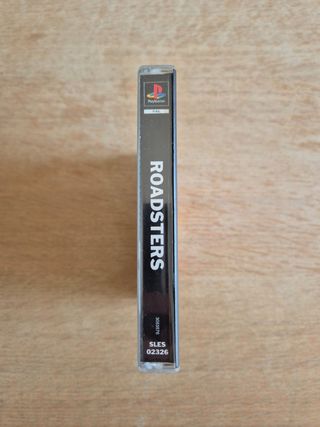 PlayStation
PAL
ROADSTERS
SLES
02326